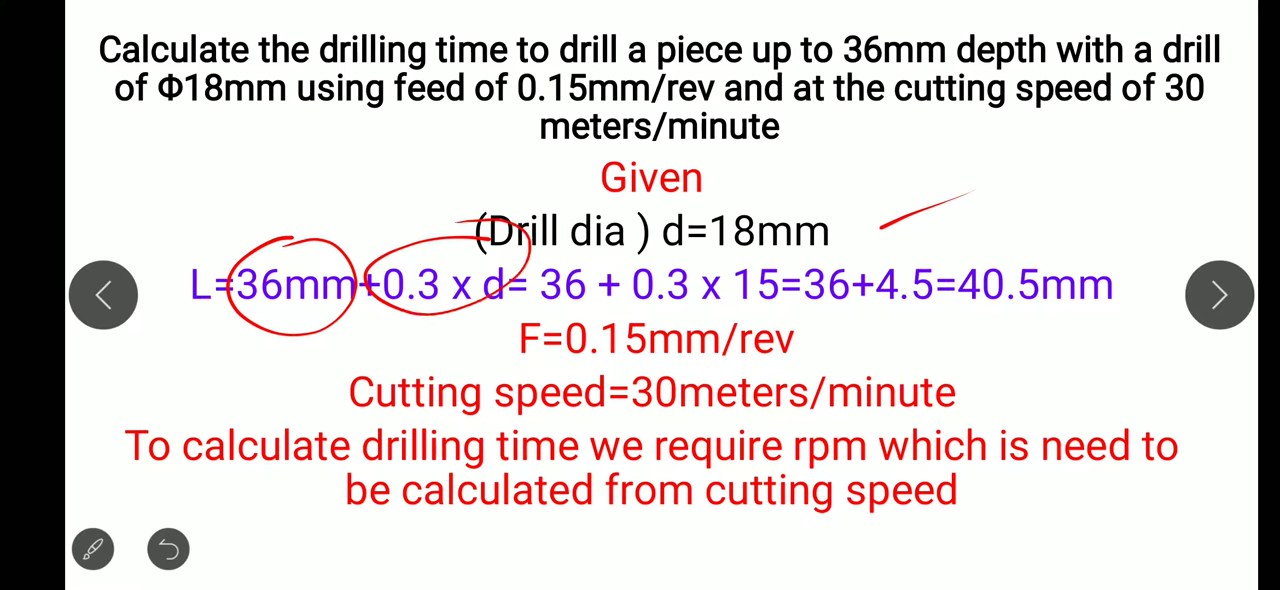 Calculate the drilling time to drill a piece up to 36mm depth with a drill
of Φ18mm using feed of 0.15mm/rev and at the cutting speed of 30
meters/minute
Given
(Drill dia ) d=18mm
L=36mm+0.3 x d= 36 + 0.3 x 15=36+4.5=40.5mm
F=0.15mm/rev
Cutting speed=30meters/minute
To calculate drilling time we require rpm which is need to
be calculated from cutting speed